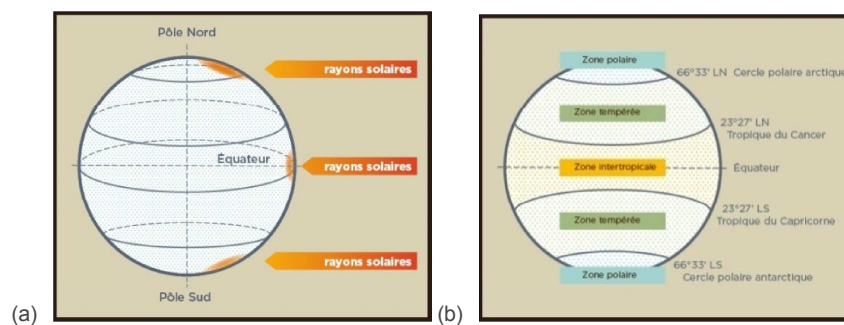 Pôle Nord
rayons solaires
Équateur
rayons solaires
rayons solaires
Pôle Sud
(a)
Zone polaire
66°33' LN Cercle polaire arctique
Zone tempérée
23°27' LN
Tropique du Cancer
Zone intertropicale
Équateur
23°27' LS
Tropique du Capricorne
Zone tempérée
66°33' LS
Cercle polaire antarctique
Zone polaire
(b)